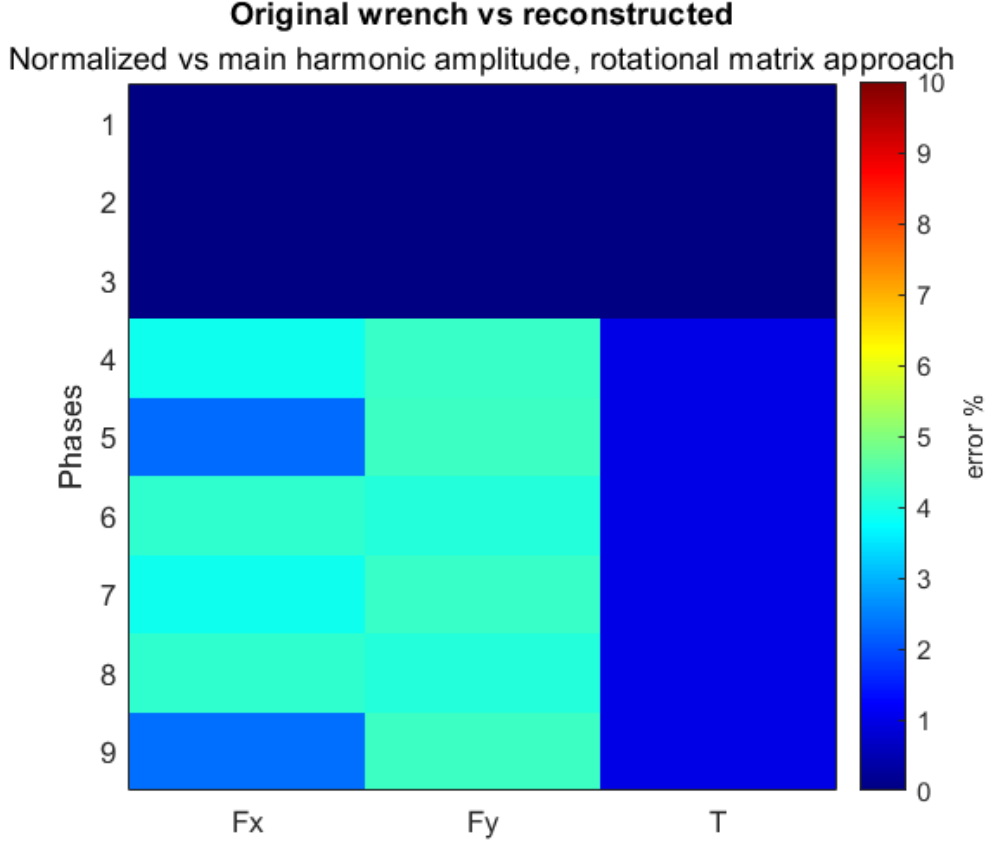 Original wrench vs reconstructed
Normalized vs main harmonic amplitude, rotational matrix approach
1
2
3
4
5
6
7
8
9
Phases
Fx
Fy
T
10
9
8
7
6
5
4
3
2
1
0
error %